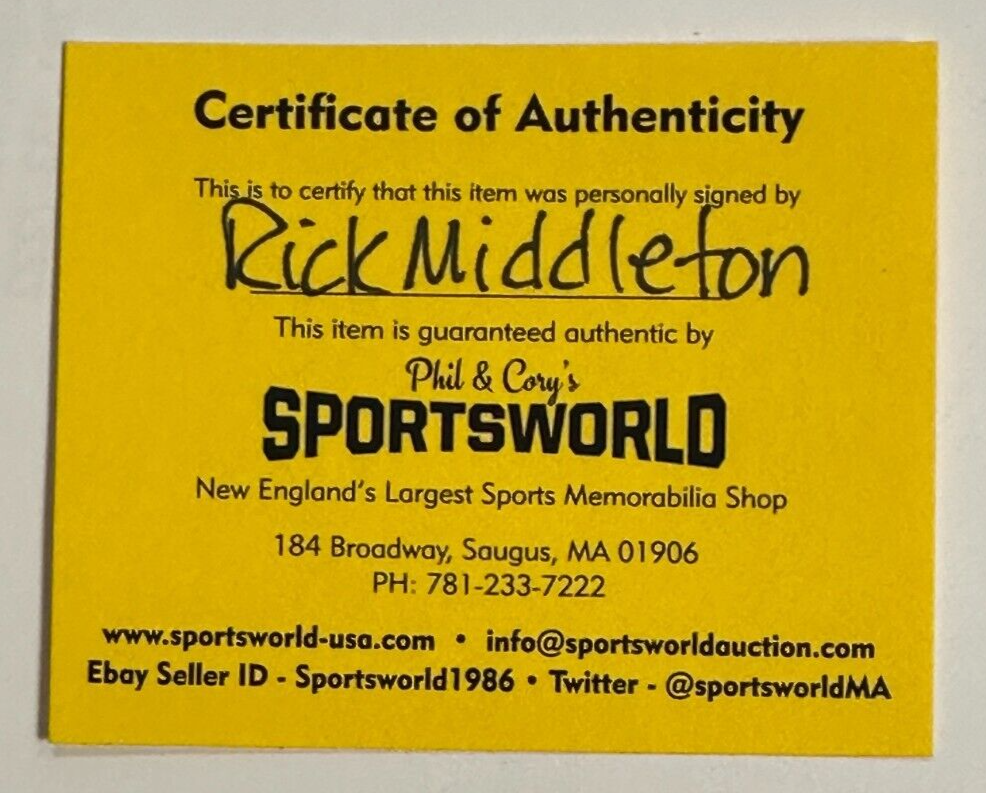 Certificate of Authenticity
This is to certify that this item was personally signed by
Rick Middleton
This item is guaranteed authentic by
Phil & Cory's
SPORTSWORLD
New England's Largest Sports Memorabilia Shop
184 Broadway, Saugus, MA 01906
PH: 781-233-7222
www.sportsworld-usa.com • info@sportsworldauction.com
Ebay Seller ID - Sportsworld1986 • Twitter - @sportsworldMA